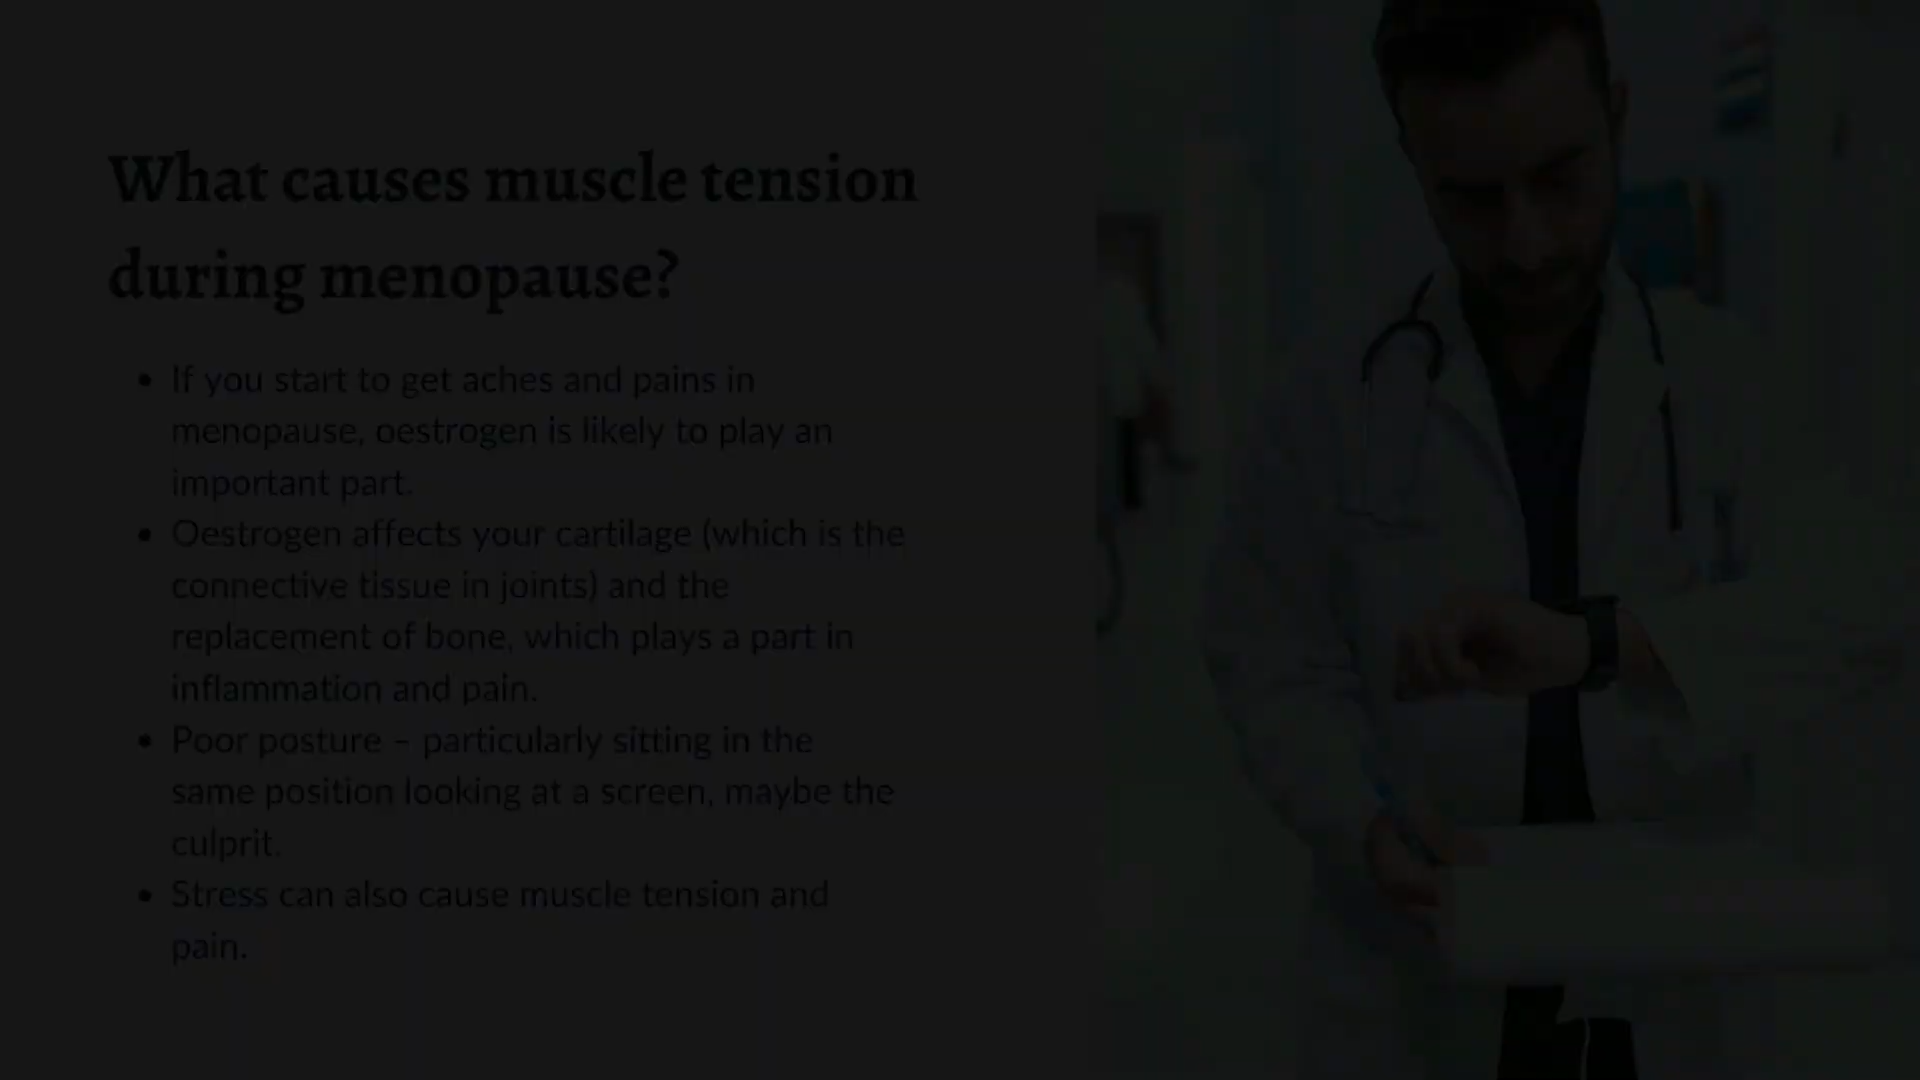 What causes muscle tension
during menopause?
• If you start to get aches and pains in
menopause, oestrogen is likely to play an
important part.
• Oestrogen affects your cartilage (which is the
connective tissue in joints) and the
replacement of bone, which plays a part in
inflammation and pain.
• Poor posture – particularly sitting in the
same position looking at a screen, maybe the
culprit.
• Stress can also cause muscle tension and
pain.